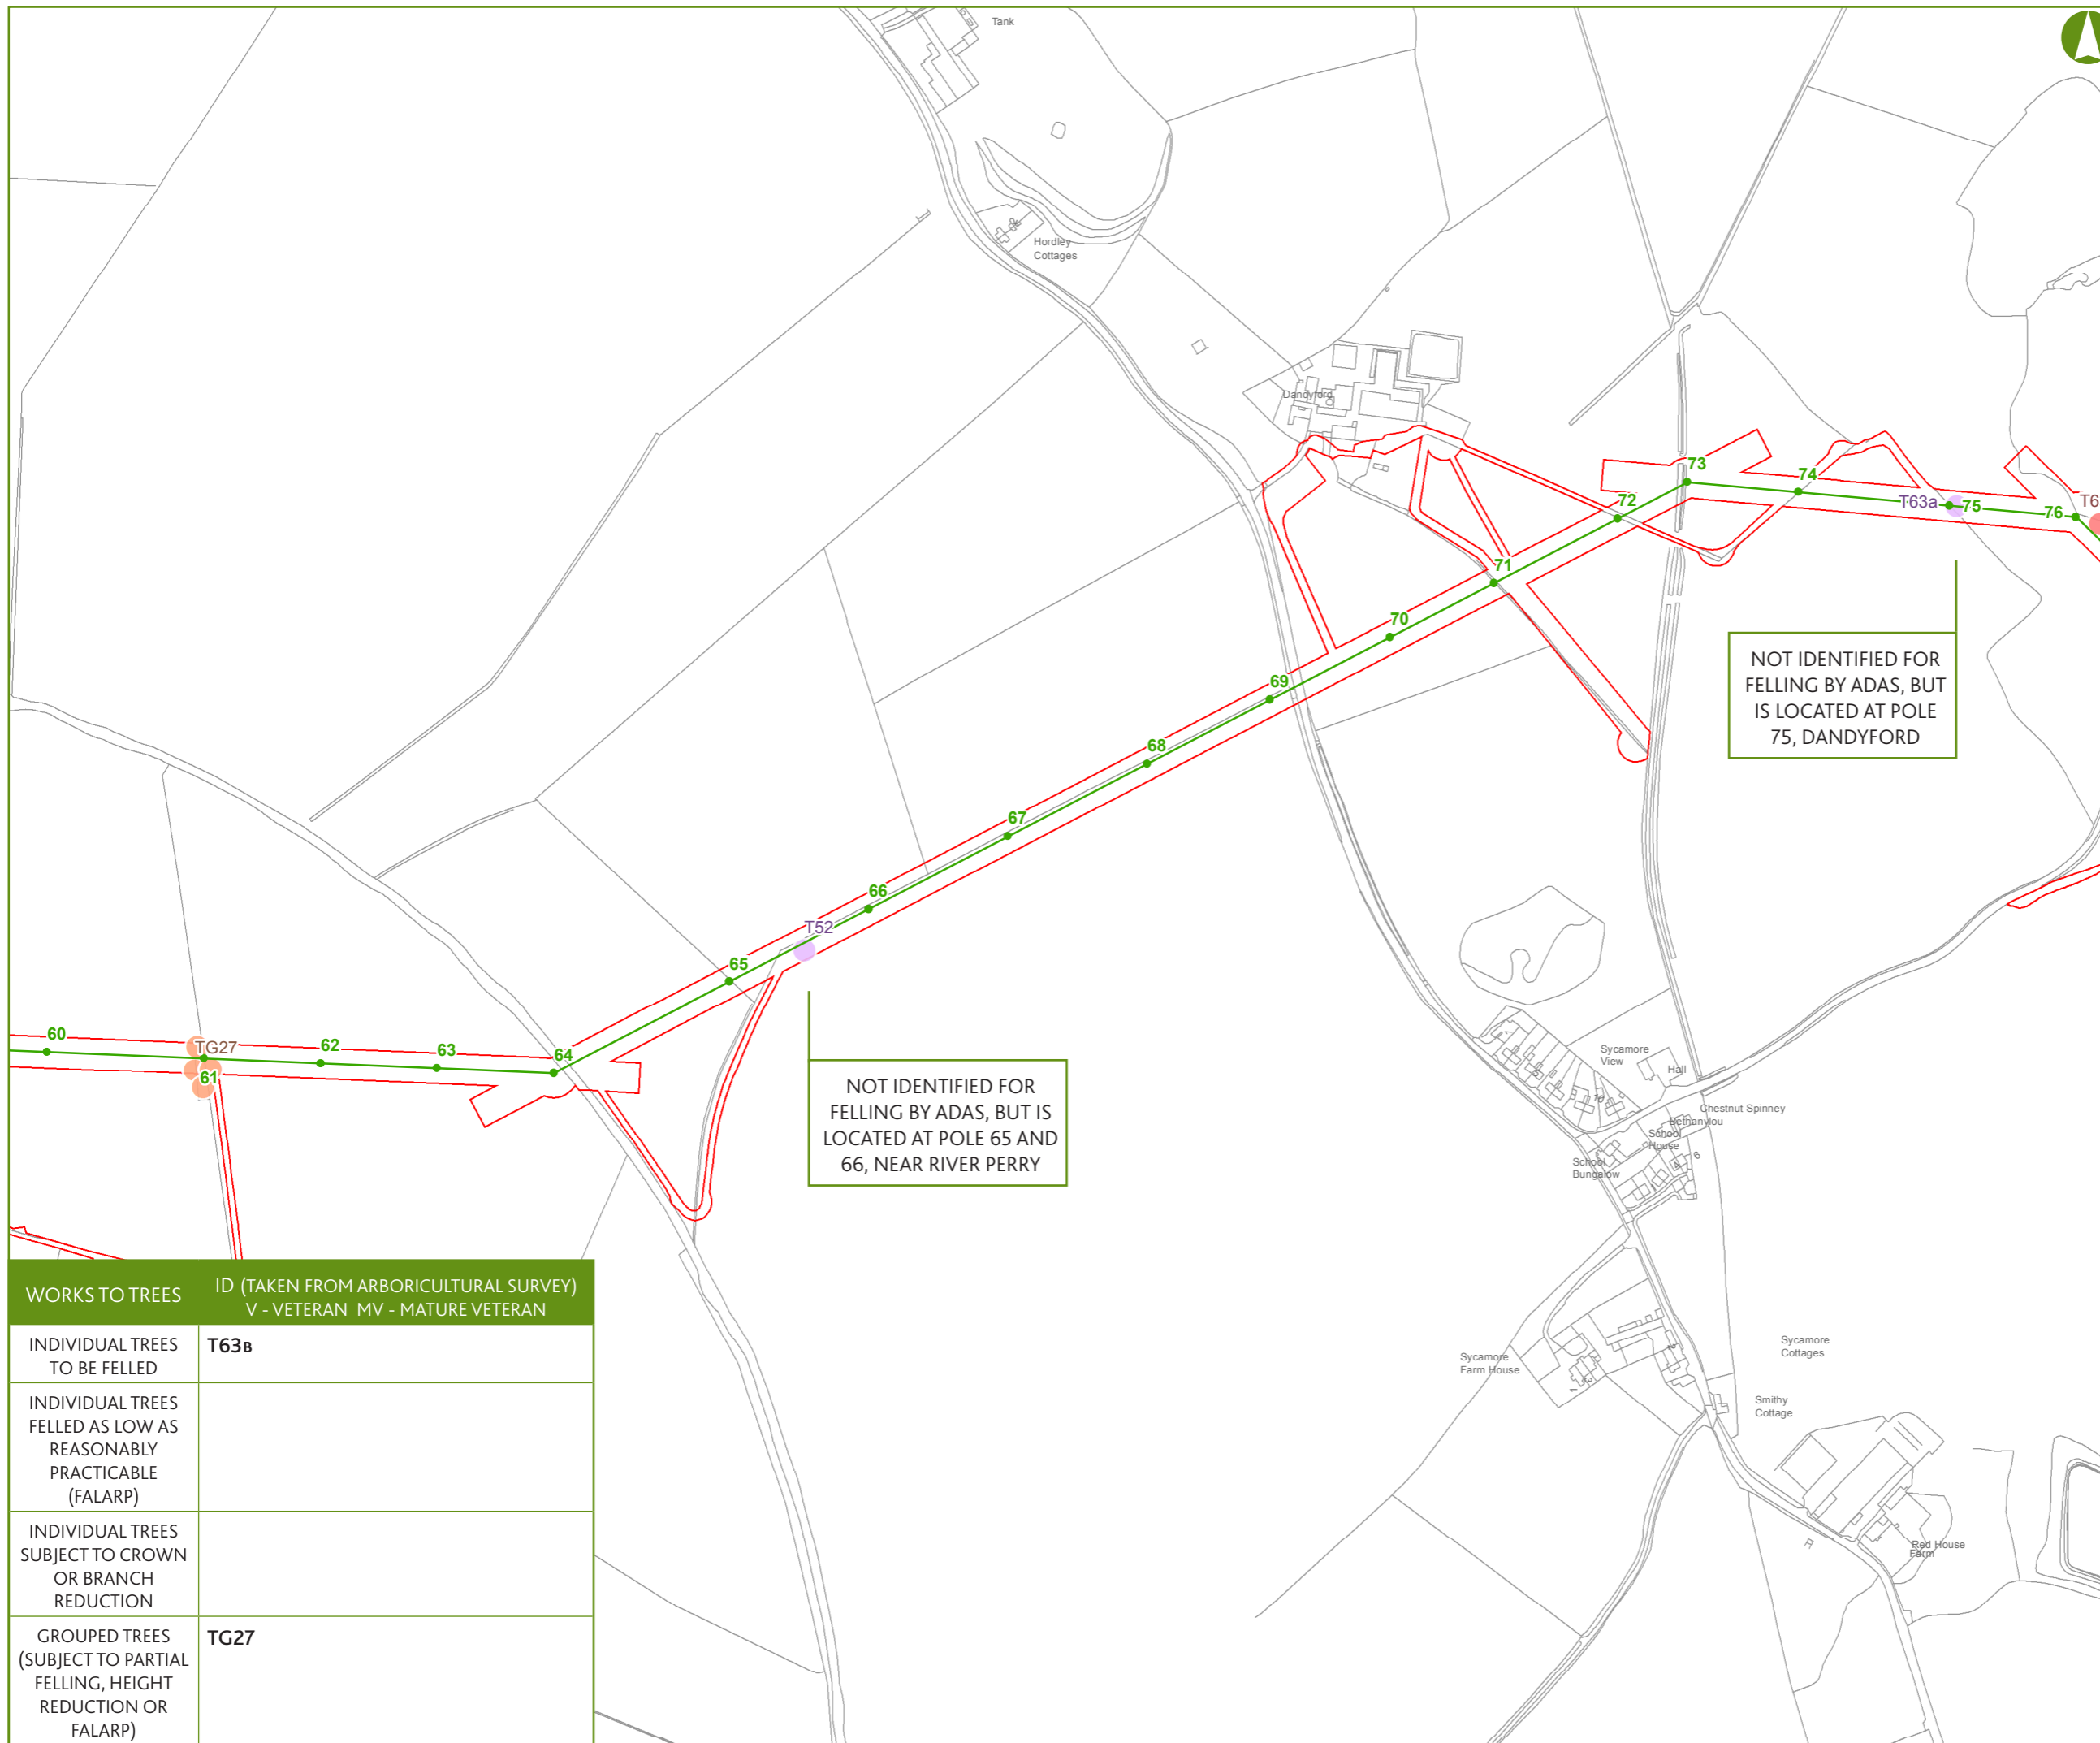 Tank
Hordley
Cottages
Dandyford
73
74
72
T63a
75
76
T6
71
70
69
68
67
66
T52
65
NOT IDENTIFIED FOR
FELLING BY ADAS, BUT
IS LOCATED AT POLE
75, DANDYFORD
60
TG27
61
62
63
64
NOT IDENTIFIED FOR
FELLING BY ADAS, BUT IS
LOCATED AT POLE 65 AND
66, NEAR RIVER PERRY
Sycamore
View
Hall
10
Chestnut Spinney
Bethanylou
School
House
School
Bungalow
4
6
Sycamore
Farm House
Sycamore
Cottages
Smithy
Cottage
Red House
Farm
WORKS TO TREES
ID (TAKEN FROM ARBORICULTURAL SURVEY)
V - VETERAN MV - MATURE VETERAN
INDIVIDUAL TREES
TO BE FELLED
T63B
INDIVIDUAL TREES
FELLED AS LOW AS
REASONABLY
PRACTICABLE
(FALARP)
INDIVIDUAL TREES
SUBJECT TO CROWN
OR BRANCH
REDUCTION
GROUPED TREES
(SUBJECT TO PARTIAL
FELLING, HEIGHT
REDUCTION OR
FALARP)
TG27